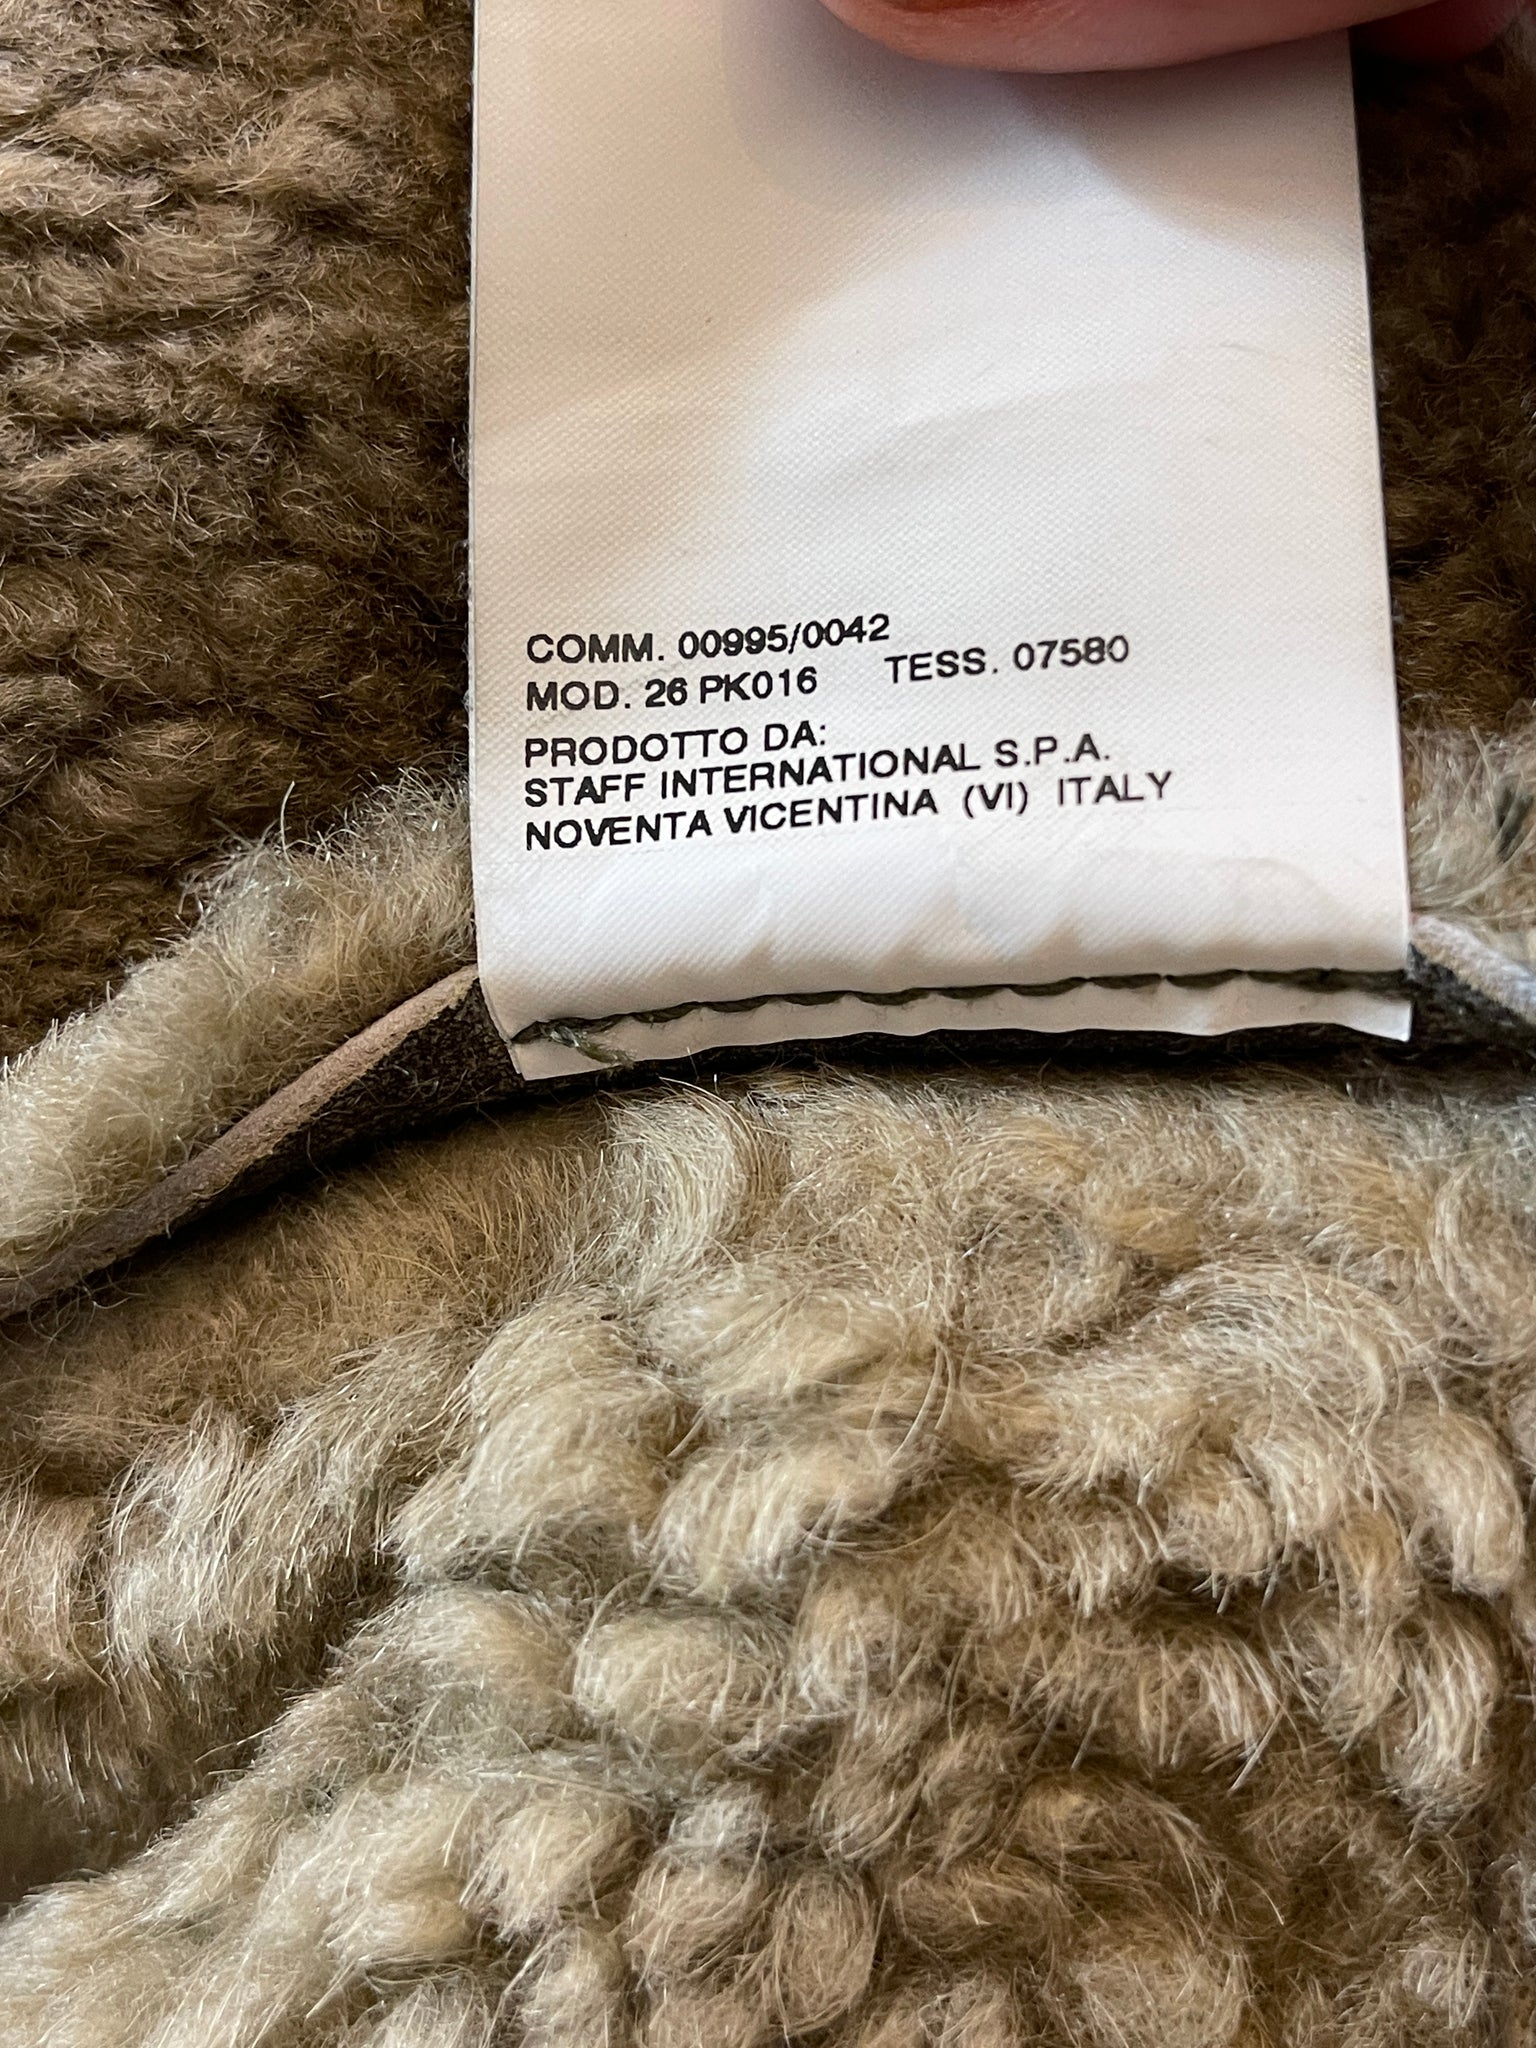 COMM. 00995/0042
MOD. 26 PK016 TESS. 07580
PRODOTTO DA:
STAFF INTERNATIONAL S.P.A.
NOVENTA VICENTINA (VI) ITALY